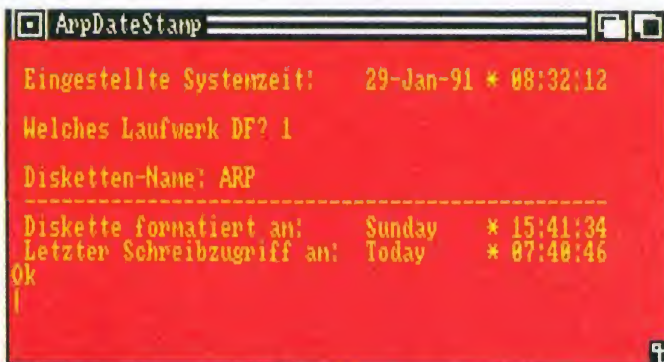 ArpDateStamp
Eingestellte Systemzeit: 29-Jan-91 * 08:32:12
Welches Laufwerk DF? 1
Disketten-Name: ARP
Diskette formatiert an: Sunday * 15:41:34
Letzter Schreibzugriff an: Today * 07:40:46
Ok